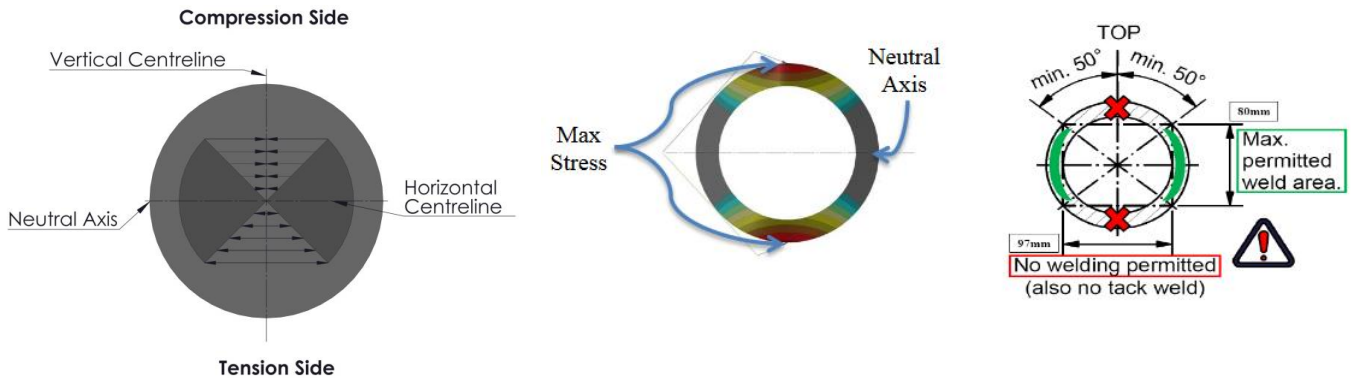 Compression Side
Vertical Centreline
Neutral Axis
Horizontal
Centreline
Tension Side
Max
Stress
Neutral
Axis
TOP
min. 50°
min. 50°
80mm
Max.
permitted
weld area.
97mm
No welding permitted
(also no tack weld)
!